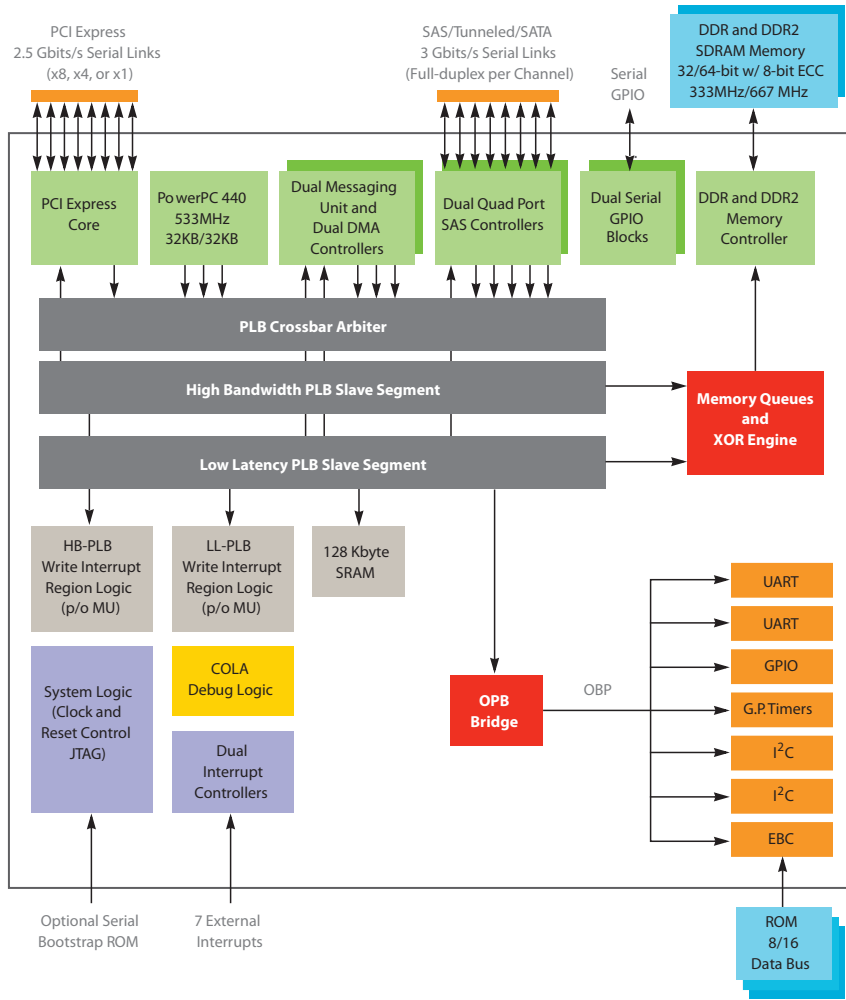 PCI Express
2.5 Gbits/s Serial Links
(x8, x4, or x1)
SAS/Tunneled/SATA
3 Gbits/s Serial Links
(Full-duplex per Channel)
Serial
GPIO
DDR and DDR2
SDRAM Memory
32/64-bit w/ 8-bit ECC
333MHz/667 MHz
PCI Express
Core
PowerPC 440
533MHz
32KB/32KB
Dual Messaging
Unit and
Dual DMA
Controllers
Dual Quad Port
SAS Controllers
Dual Serial
GPIO
Blocks
DDR and DDR2
Memory
Controller
PLB Crossbar Arbiter
High Bandwidth PLB Slave Segment
Low Latency PLB Slave Segment
Memory Queues
and
XOR Engine
HB-PLB
Write Interrupt
Region Logic
(p/o MU)
LL-PLB
Write Interrupt
Region Logic
(p/o MU)
128 Kbyte
SRAM
System Logic
(Clock and
Reset Control
JTAG)
COLA
Debug Logic
Dual
Interrupt
Controllers
OPB
Bridge
OBP
UART
UART
GPIO
G.P. Timers
I²C
I²C
EBC
Optional Serial
Bootstrap ROM
7 External
Interrupts
ROM
8/16
Data Bus